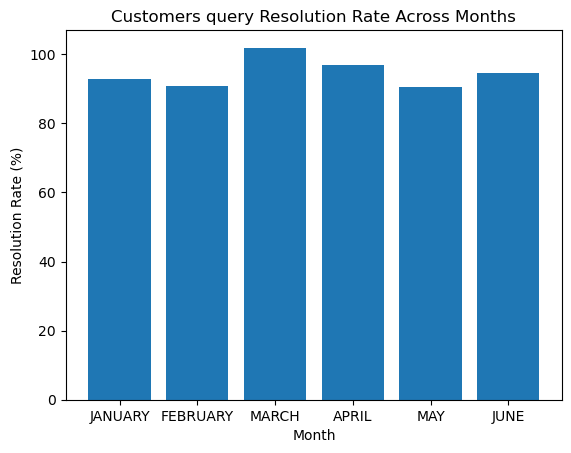 Customers query Resolution Rate Across Months
Resolution Rate (%)
100
80
60
40
20
0
JANUARY FEBRUARY MARCH APRIL MAY JUNE
Month